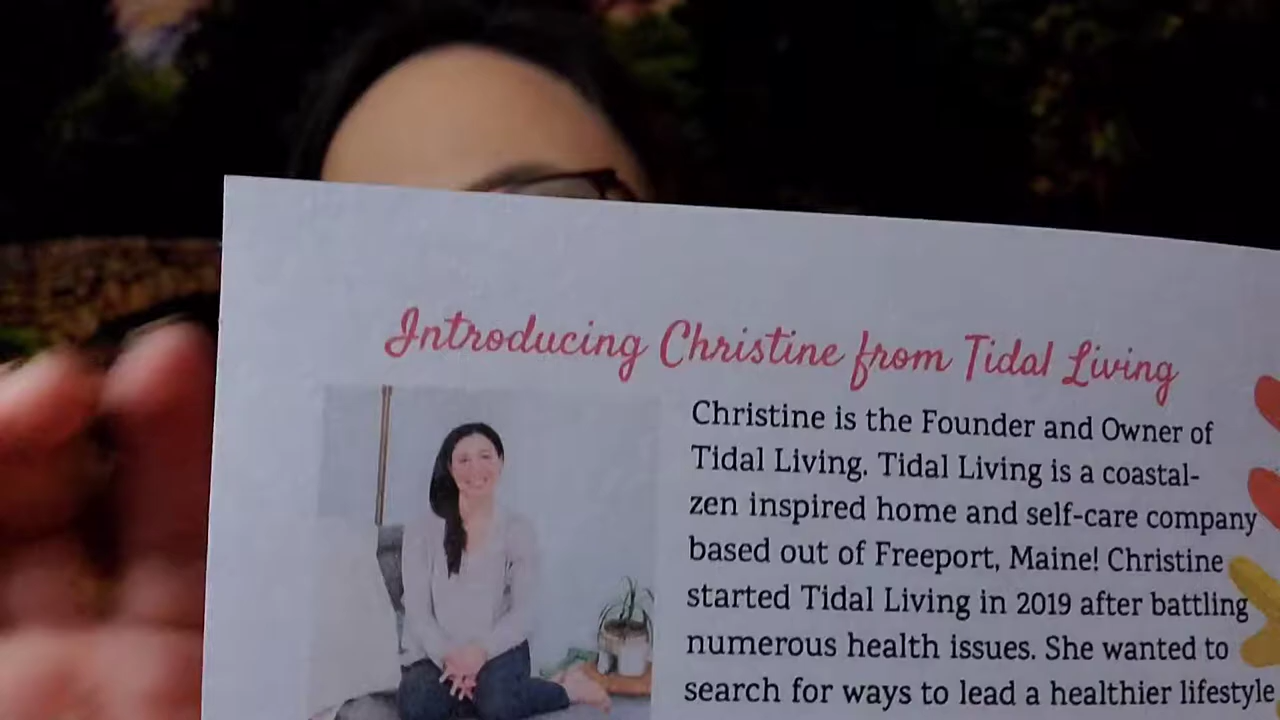 Introducing Christine from Tidal Living
Christine is the Founder and Owner of
Tidal Living. Tidal Living is a coastal-
zen inspired home and self-care company
based out of Freeport, Maine! Christine
started Tidal Living in 2019 after battling
numerous health issues. She wanted to
search for ways to lead a healthier lifestyle